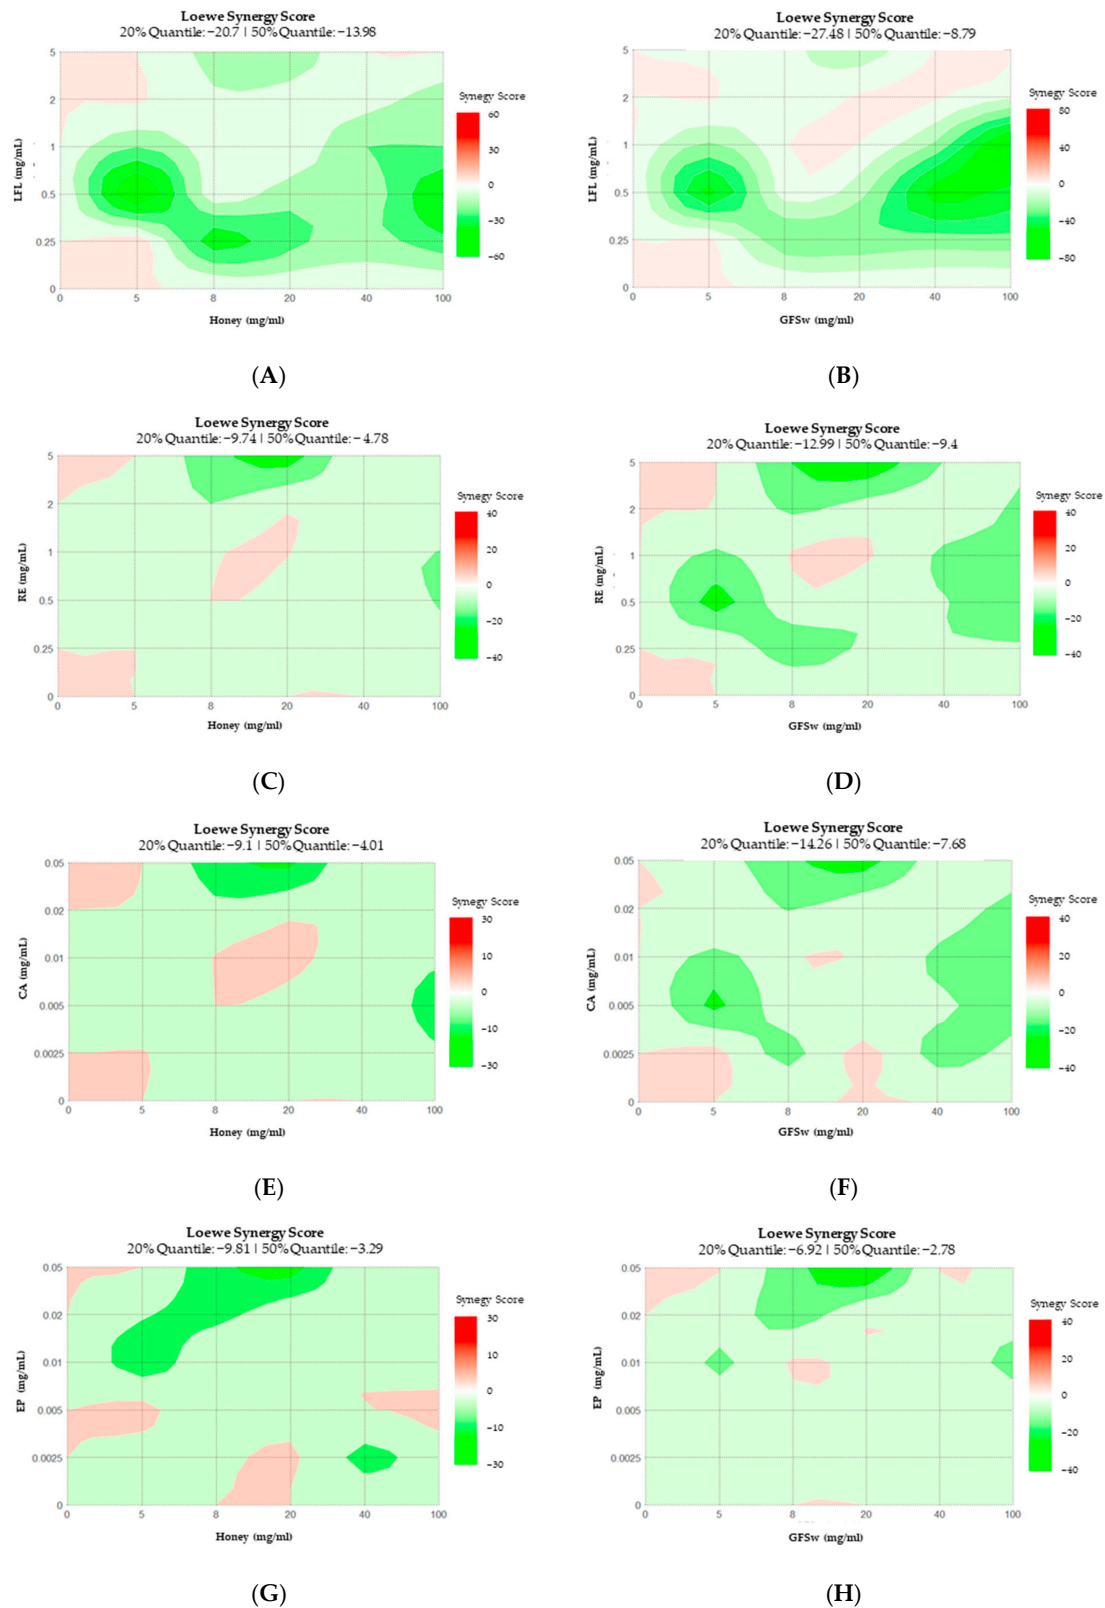 Loewe Synergy Score
20% Quantile: −20.7 | 50% Quantile: −13.98
5
2
1
0.5
0.25
0
LFL (mg/mL)
0 5 8 20 40 100
Honey (mg/ml)
Synegy Score
60
30
0
−30
−60
(A)
Loewe Synergy Score
20% Quantile: −27.48 | 50% Quantile: −8.79
5
2
1
0.5
0.25
0
LFL (mg/mL)
0 5 8 20 40 100
GFSw (mg/ml)
Synegy Score
80
40
0
−40
−80
(B)
Loewe Synergy Score
20% Quantile: −9.74 | 50% Quantile: −4.78
5
2
1
0.5
0.25
0
RE (mg/mL)
0 5 8 20 40 100
Honey (mg/ml)
Synegy Score
40
20
0
−20
−40
(C)
Loewe Synergy Score
20% Quantile: −12.99 | 50% Quantile: −9.4
5
2
1
0.5
0.25
0
RE (mg/mL)
0 5 8 20 40 100
GFSw (mg/ml)
Synegy Score
40
20
0
−20
−40
(D)
Loewe Synergy Score
20% Quantile: −9.1 | 50% Quantile: −4.01
0.05
0.02
0.01
0.005
0.0025
0
CA (mg/mL)
0 5 8 20 40 100
Honey (mg/ml)
Synegy Score
30
10
0
−10
−30
(E)
Loewe Synergy Score
20% Quantile: −14.26 | 50% Quantile: −7.68
0.05
0.02
0.01
0.005
0.0025
0
CA (mg/mL)
0 5 8 20 40 100
GFSw (mg/ml)
Synegy Score
40
20
0
−20
−40
(F)
Loewe Synergy Score
20% Quantile: −9.81 | 50% Quantile: −3.29
0.05
0.02
0.01
0.005
0.0025
0
EP (mg/mL)
0 5 8 20 40 100
Honey (mg/ml)
Synegy Score
30
10
0
−10
−30
(G)
Loewe Synergy Score
20% Quantile: −6.92 | 50% Quantile: −2.78
0.05
0.02
0.01
0.005
0.0025
0
EP (mg/mL)
0 5 8 20 40 100
GFSw (mg/ml)
Synegy Score
40
20
0
−20
−40
(H)